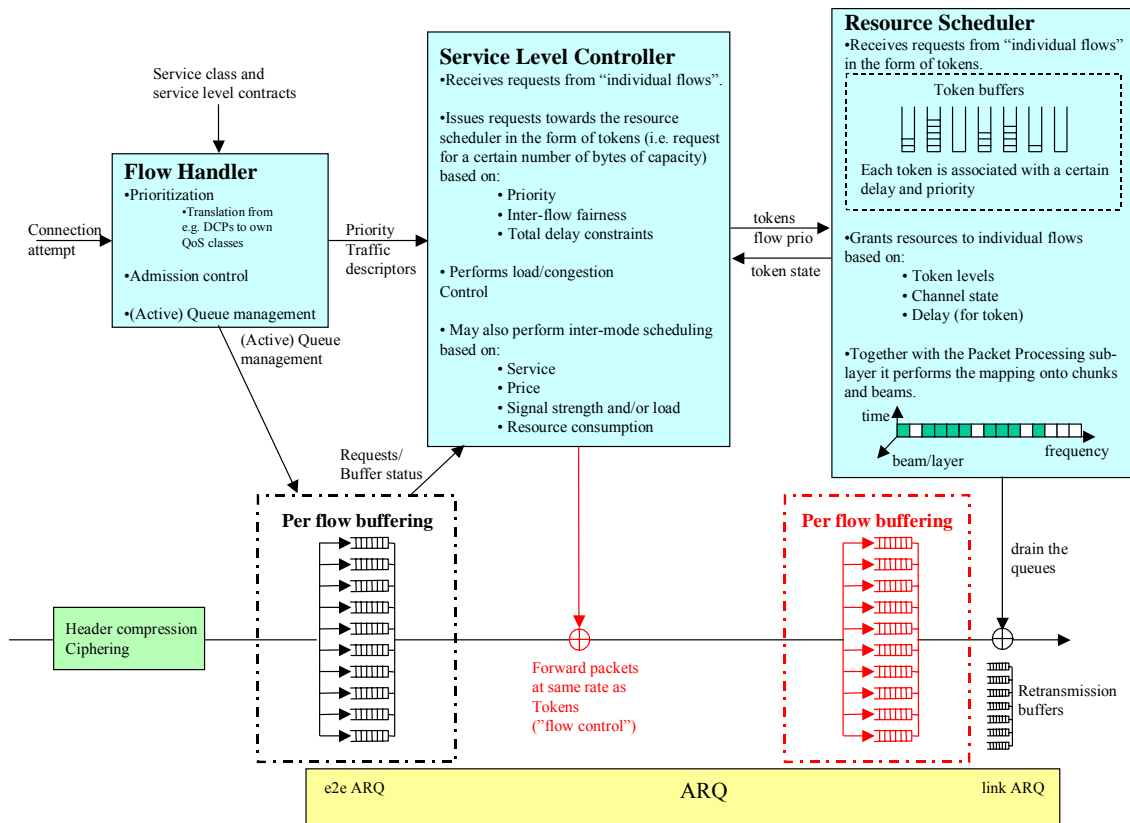 Service class and
service level contracts
Flow Handler
•Prioritization
•Translation from
e.g. DCPs to own
QoS classes
•Admission control
•(Active) Queue management
Connection
attempt
Priority
Traffic
descriptors
(Active) Queue
management
Service Level Controller
•Receives requests from “individual flows”.
•Issues requests towards the resource
scheduler in the form of tokens (i.e. request
for a certain number of bytes of capacity)
based on:
• Priority
• Inter-flow fairness
• Total delay constraints
• Performs load/congestion
Control
• May also perform inter-mode scheduling
based on:
• Service
• Price
• Signal strength and/or load
• Resource consumption
tokens
flow prio
token state
Resource Scheduler
•Receives requests from “individual flows”
in the form of tokens.
Token buffers
Each token is associated with a certain
delay and priority
• Grants resources to individual flows
based on:
• Token levels
• Channel state
• Delay (for token)
•Together with the Packet Processing sub-
layer it performs the mapping onto chunks
and beams.
time
beam/layer
frequency
Requests/
Buffer status
Per flow buffering
Per flow buffering
drain the
queues
Header compression
Ciphering
Forward packets
at same rate as
Tokens
(”flow control”)
Retransmission
buffers
e2e ARQ
ARQ
link ARQ